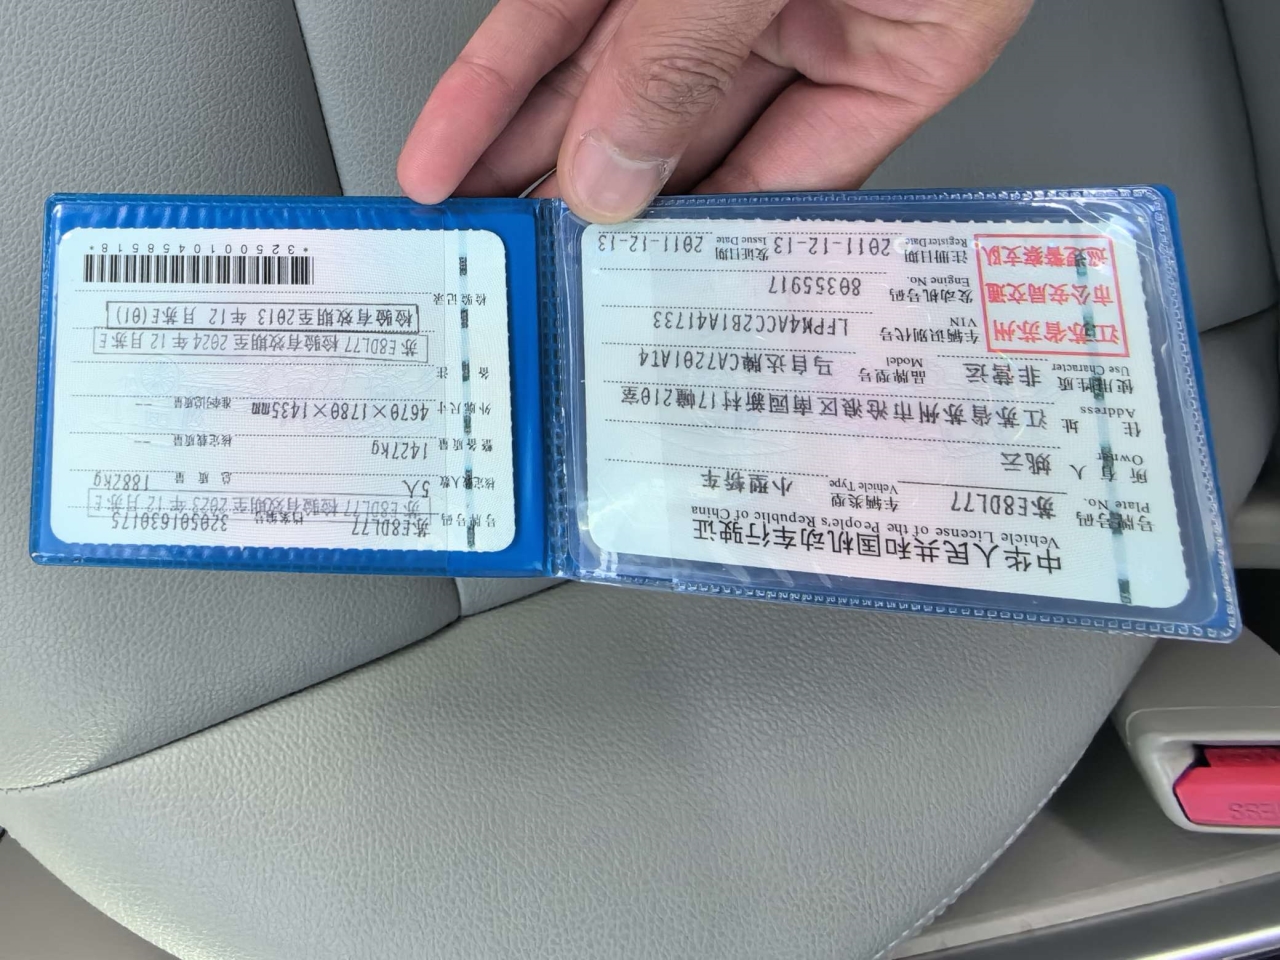 中华人民共和国机动车行驶证
Vehicle License of the People's Republic of China
号牌号码 苏E8DL77 车辆类型 小型轿车
Plate No. Vehicle Type
所有人 姚云
Owner
住址 江苏省苏州市沧浪区南园新村17幢210室
Address
使用性质 非营运 品牌型号 马自达牌CA7201AT4
Use Character Model
江苏省苏州
市公安局交通
巡逻警察支队
车辆识别代号 LFPM4ACC2B1A41733
VIN
发动机号码 80355917
Engine No.
注册日期 2011-12-13 发证日期 2011-12-13
Register Date Issue Date
号牌号码 苏E8DL77 档案编号 320501630175
苏E8DL77 检验有效期至2023年12月苏E
核定载人数 5人 总质量 1882kg
整备质量 1427kg 核定载质量 --
外廓尺寸 4670×1780×1435mm 准牵引总质量 --
备注
苏E8DL77 检验有效期至2024年12月苏E
检验有效期至2013年12月苏E(01)
检验记录
*3250010458518*